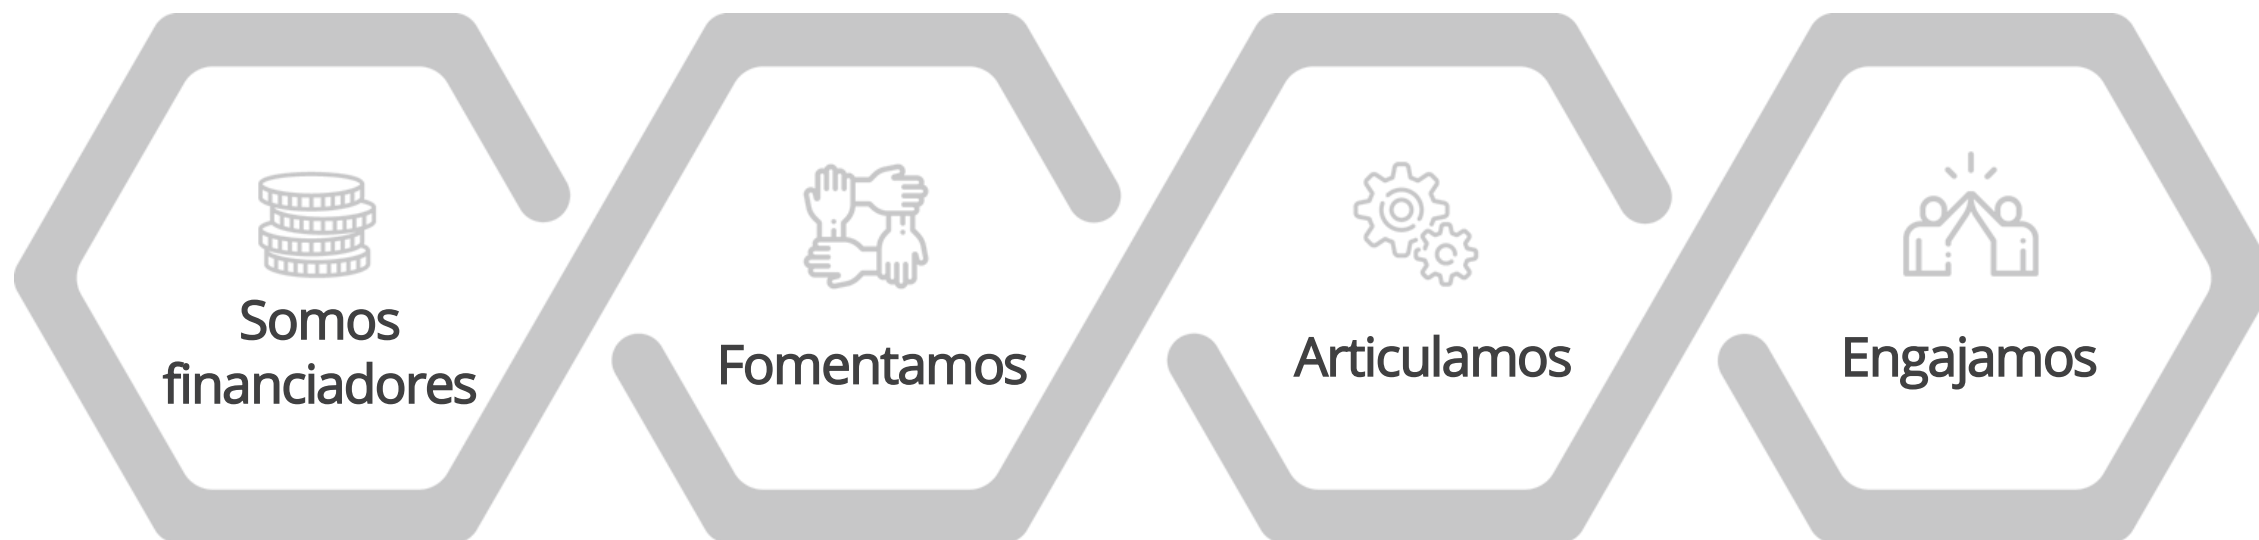 Somos
financiadores
Fomentamos
Articulamos
Engajamos